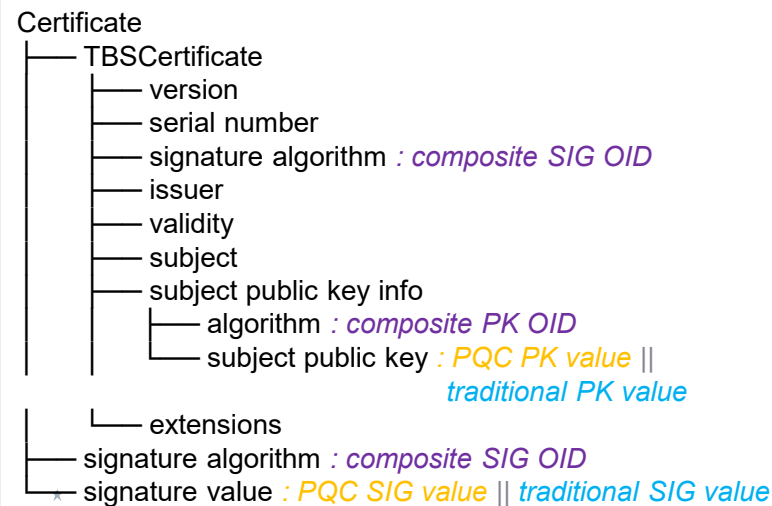 Certificate
TBSCertificate
version
serial number
signature algorithm : composite SIG OID
issuer
validity
subject
subject public key info
algorithm : composite PK OID
subject public key : PQC PK value ||
traditional PK value
extensions
signature algorithm : composite SIG OID
signature value : PQC SIG value || traditional SIG value